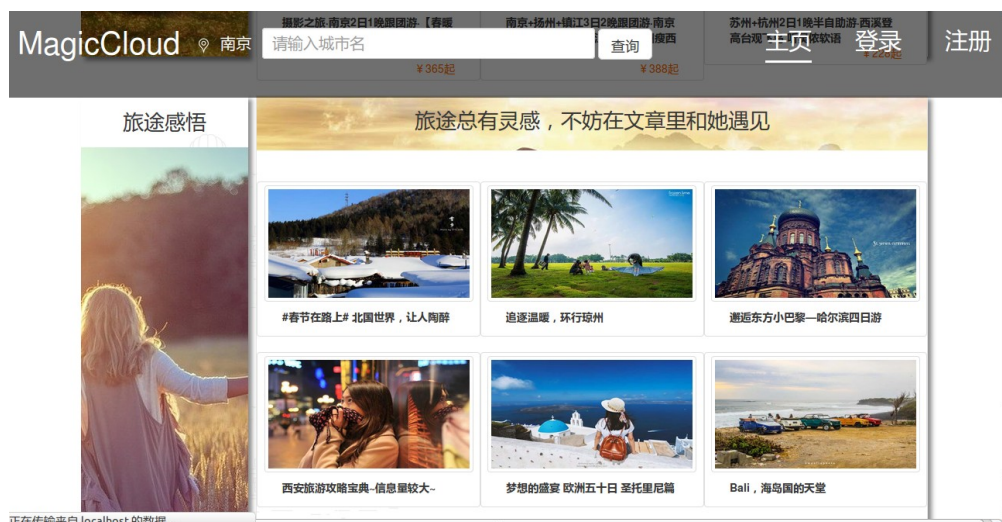 摄影之旅·南京2日1晚跟团游·【春暖
南京+扬州+镇江3日2晚跟团游·南京
苏州+杭州2日1晚半自助游·西溪登
MagicCloud
南京
请输入城市名
查询
主页
登录
注册
¥365起
¥388起
旅途感悟
旅途总有灵感，不妨在文章里和她遇见
#春节在路上# 北国世界，让人陶醉
追逐温暖，环行琼州
邂逅东方小巴黎—哈尔滨四日游
西安旅游攻略宝典~信息量较大~
梦想的盛宴 欧洲五十日 圣托里尼篇
Bali，海岛国的天堂
正在传输来自 localhost 的数据